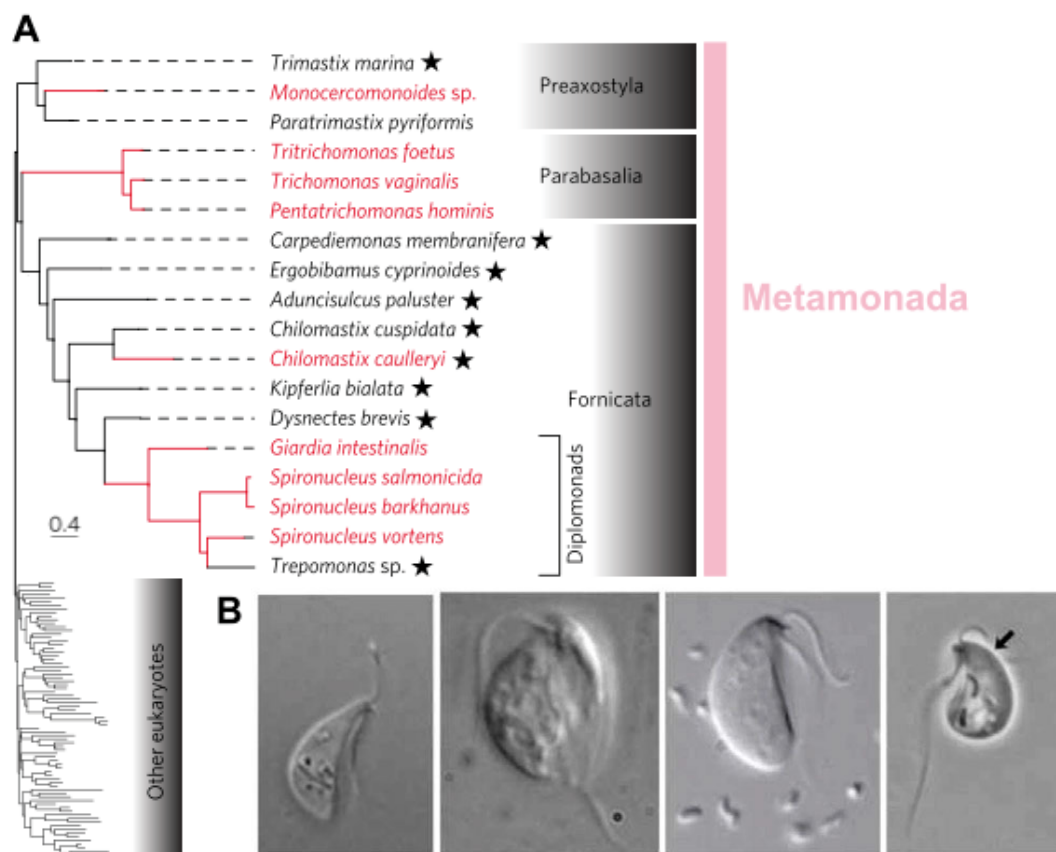 A
Trimastix marina ★
Monocercomonoides sp.
Paratrimastix pyriformis
Preaxostyla
Tritrichomonas foetus
Trichomonas vaginalis
Pentatrichomonas hominis
Parabasalia
Carpediemonas membranifera ★
Ergobibamus cyprinoides ★
Aduncisulcus paluster ★
Chilomastix cuspidata ★
Chilomastix caulleryi ★
Kipferlia bialata ★
Dysnectes brevis ★
Giardia intestinalis
Spironucleus salmonicida
Spironucleus barkhanus
Spironucleus vortens
Trepomonas sp. ★
Diplomonads
Fornicata
Metamonada
0.4
Other eukaryotes
B